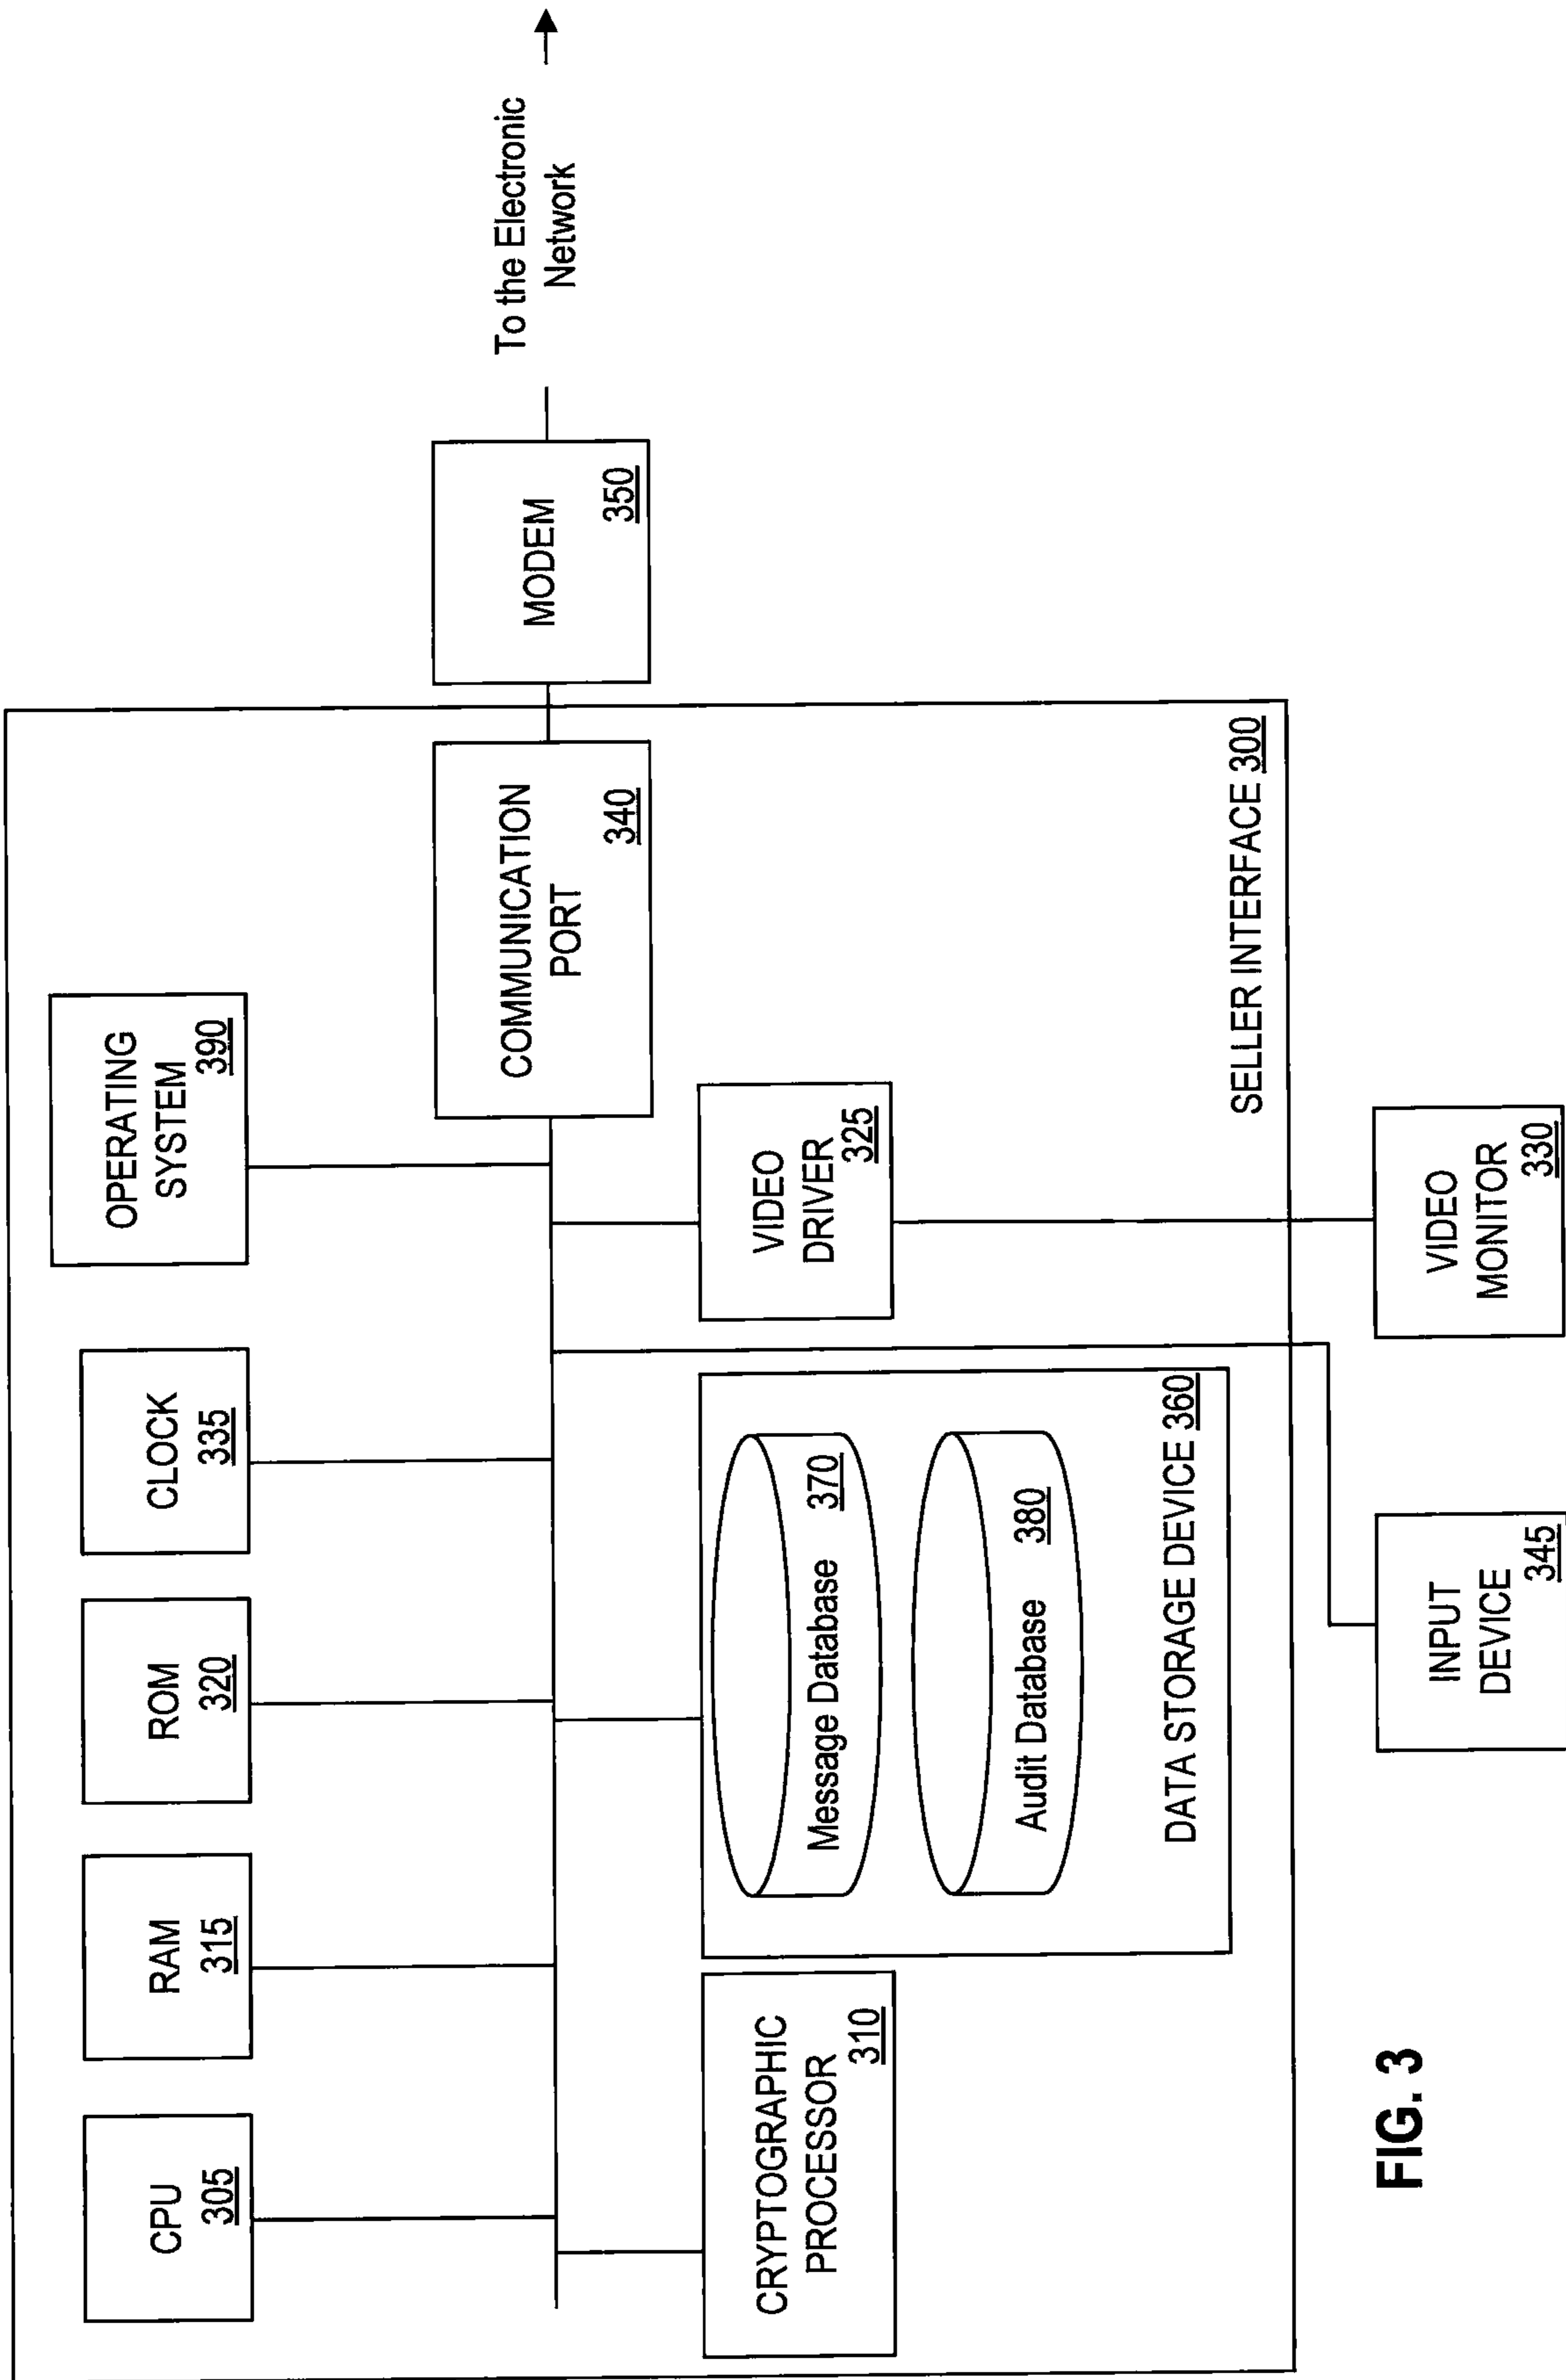 CPU
305
RAM
315
ROM
320
CLOCK
335
OPERATING
SYSTEM
390
COMMUNICATION
PORT
340
MODEM
350
To the Electronic
Network
CRYPTOGRAPHIC
PROCESSOR
310
Message Database 370
Audit Database 380
DATA STORAGE DEVICE 360
VIDEO
DRIVER
325
SELLER INTERFACE 300
INPUT
DEVICE
345
VIDEO
MONITOR
330
FIG. 3